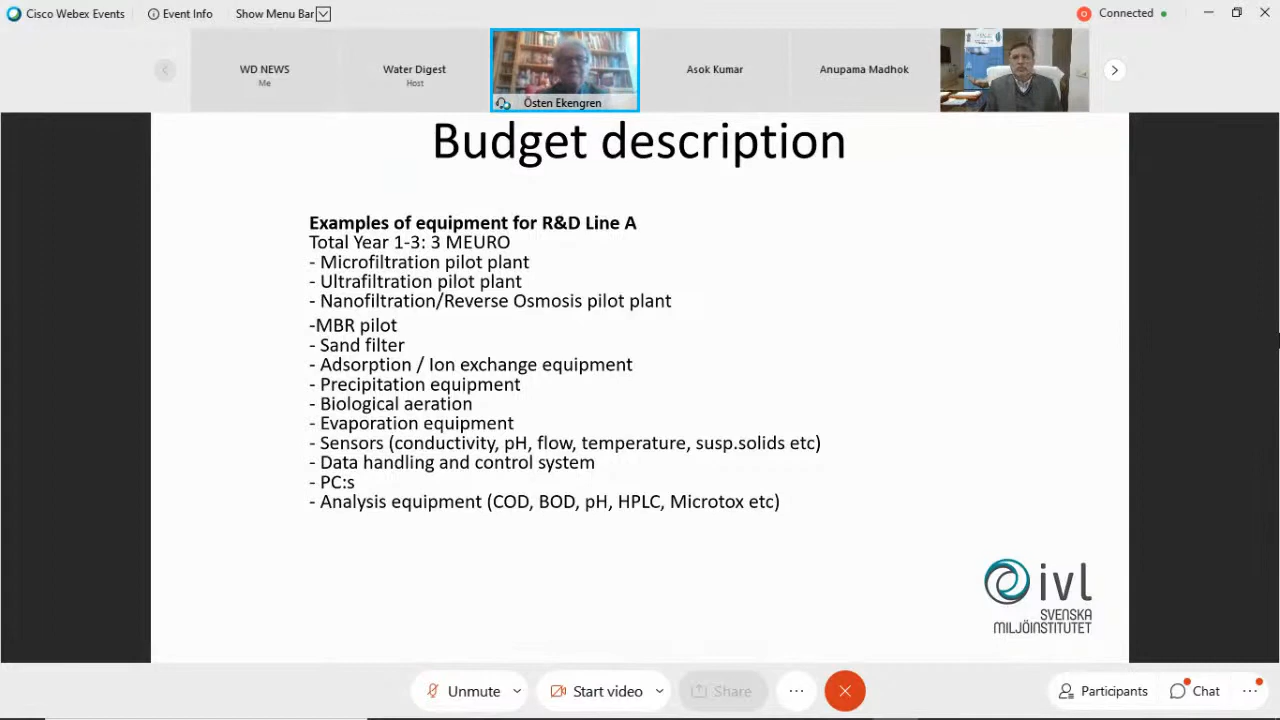 Cisco Webex Events
Event Info
Show Menu Bar
Connected
WD NEWS
Me
Water Digest
Host
Östen Ekengren
Asok Kumar
Anupama Madhok
Budget description
Examples of equipment for R&D Line A
Total Year 1-3: 3 MEURO
- Microfiltration pilot plant
- Ultrafiltration pilot plant
- Nanofiltration/Reverse Osmosis pilot plant
-MBR pilot
- Sand filter
- Adsorption / Ion exchange equipment
- Precipitation equipment
- Biological aeration
- Evaporation equipment
- Sensors (conductivity, pH, flow, temperature, susp.solids etc)
- Data handling and control system
- PC:s
- Analysis equipment (COD, BOD, pH, HPLC, Microtox etc)
ivl
SVENSKA
MILJÖINSTITUTET
Unmute
Start video
Share
Participants
Chat